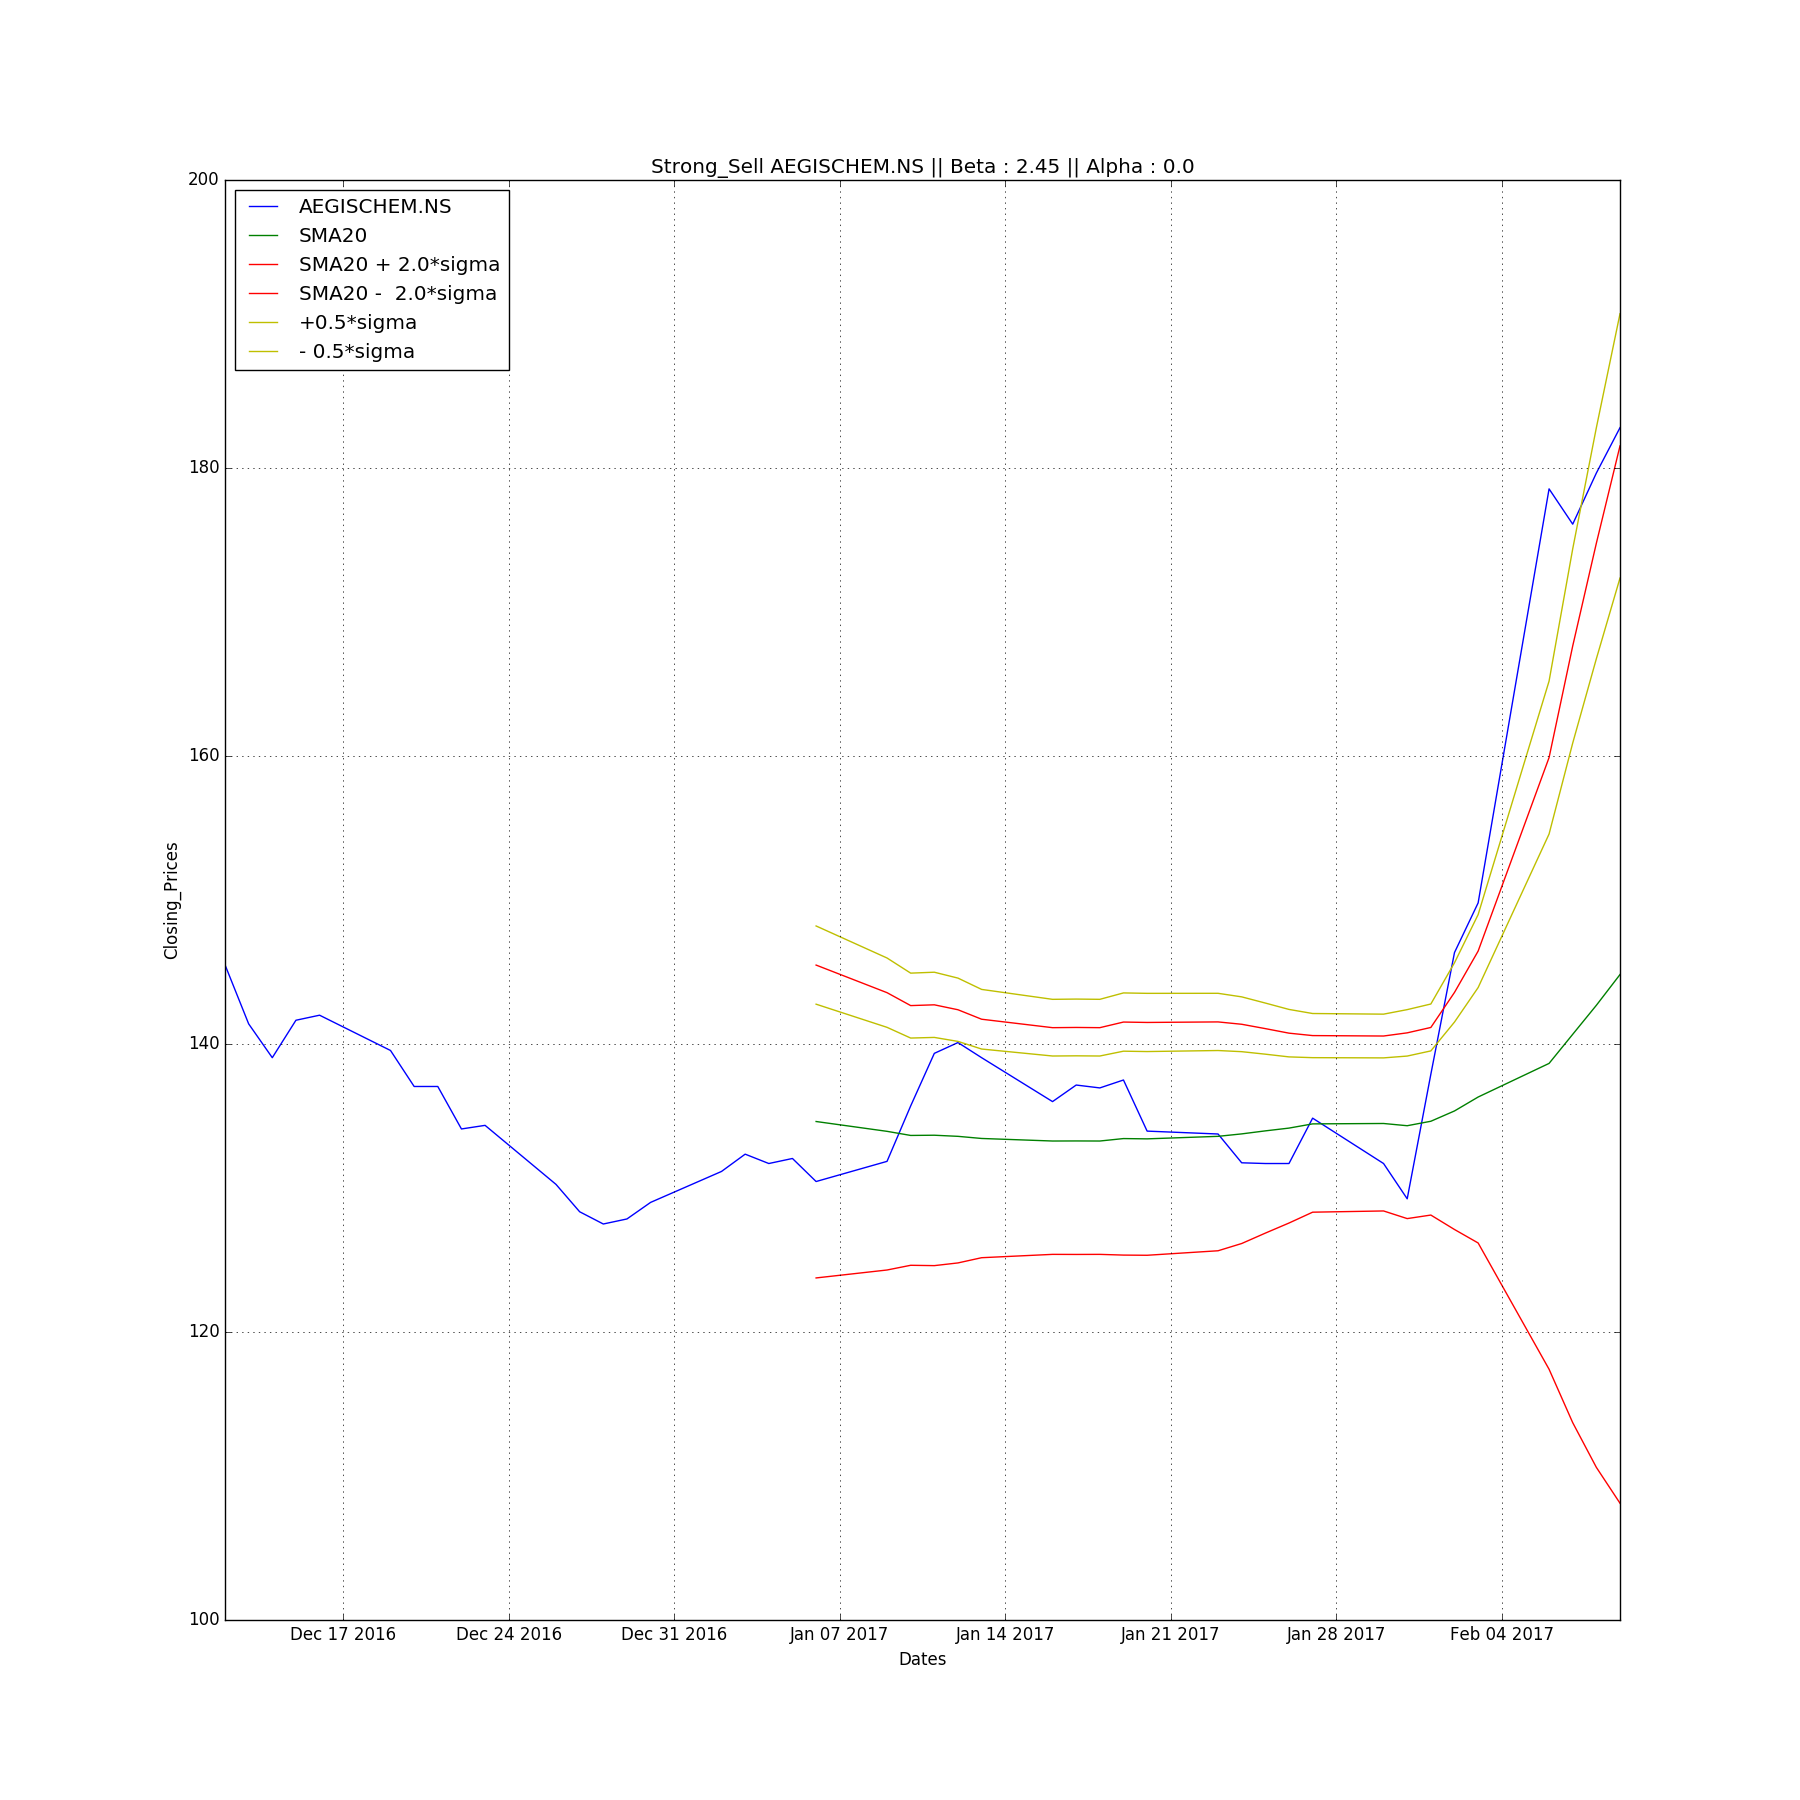 Strong_Sell AEGISCHEM.NS || Beta : 2.45 || Alpha : 0.0
AEGISCHEM.NS
SMA20
SMA20 + 2.0*sigma
SMA20 -  2.0*sigma
+0.5*sigma
- 0.5*sigma
200
180
160
140
120
100
Closing_Prices
Dec 17 2016
Dec 24 2016
Dec 31 2016
Jan 07 2017
Jan 14 2017
Jan 21 2017
Jan 28 2017
Feb 04 2017
Dates